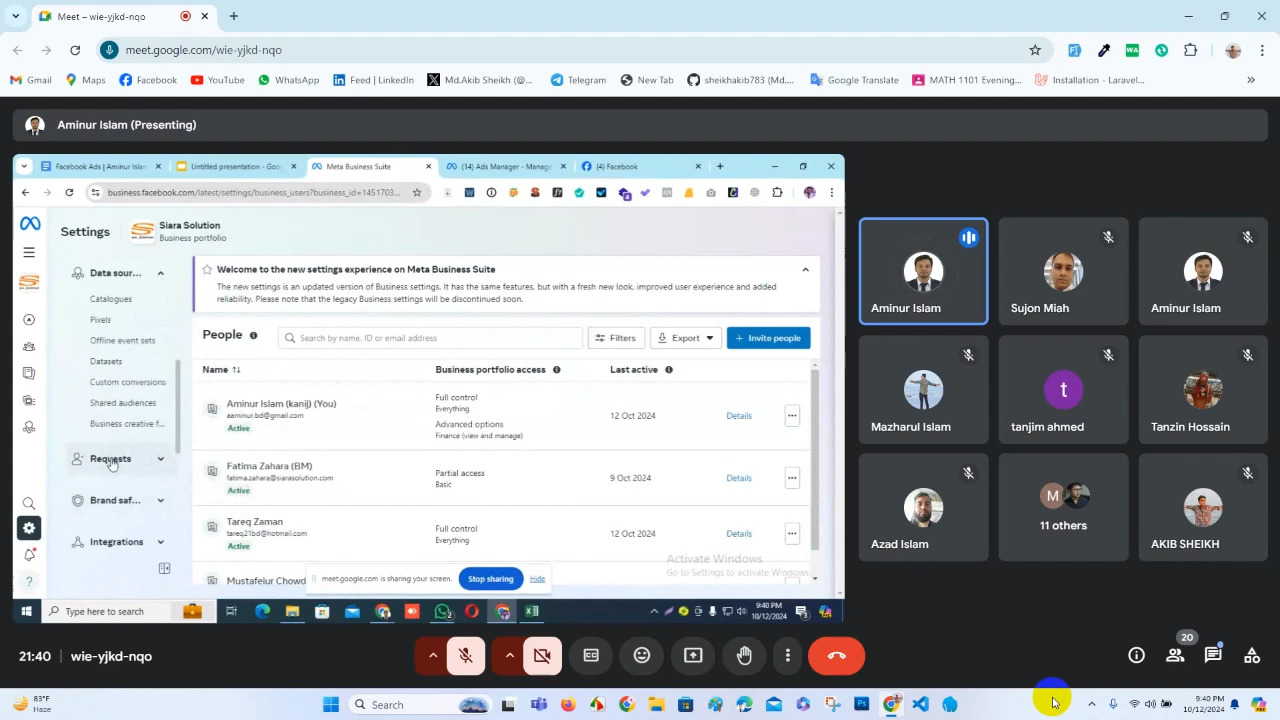 Meet – wie-yjkd-nqo
meet.google.com/wie-yjkd-nqo
Gmail Maps Facebook YouTube WhatsApp Feed | LinkedIn Md.Akib Sheikh (@... Telegram New Tab sheikhakib783 (Md.... Google Translate MATH 1101 Evening... Installation - Laravel... »
Aminur Islam (Presenting)
Facebook Ads | Aminur Islan Untitled presentation - Goo Meta Business Suite (14) Ads Manager - Manage (4) Facebook
business.facebook.com/latest/settings/business_users?business_id=1451703...
Settings
Siara Solution
Business portfolio
Data sour...
Catalogues
Pixels
Offline event sets
Datasets
Custom conversions
Shared audiences
Business creative f...
Requests
Brand saf...
Integrations
Welcome to the new settings experience on Meta Business Suite
The new settings is an updated version of Business settings. It has the same features, but with a fresh new look, improved user experience and added
reliability. Please note that the legacy Business settings will be discontinued soon.
People
Search by name, ID or email address
Filters
Export
+ Invite people
Name
Business portfolio access
Last active
Aminur Islam (kanij) (You)
aaminur.bd@gmail.com
Active
Full control
Everything
Advanced options
Finance (view and manage)
12 Oct 2024
Details
Fatima Zahara (BM)
fatima.zahara@siarasolution.com
Active
Partial access
Basic
9 Oct 2024
Details
Tareq Zaman
tareq21bd@hotmail.com
Active
Full control
Everything
12 Oct 2024
Details
Mustafeiur Chowd
Activate Windows
Go to Settings to activate Windows.
meet.google.com is sharing your screen.
Stop sharing
Hide
Type here to search
2
9:40 PM
10/12/2024
3
Aminur Islam
Sujon Miah
Aminur Islam
Mazharul Islam
t
tanjim ahmed
Tanzin Hossain
Azad Islam
M
11 others
AKIB SHEIKH
21:40 | wie-yjkd-nqo
20
83°F
Haze
Search
9:40 PM
10/12/2024